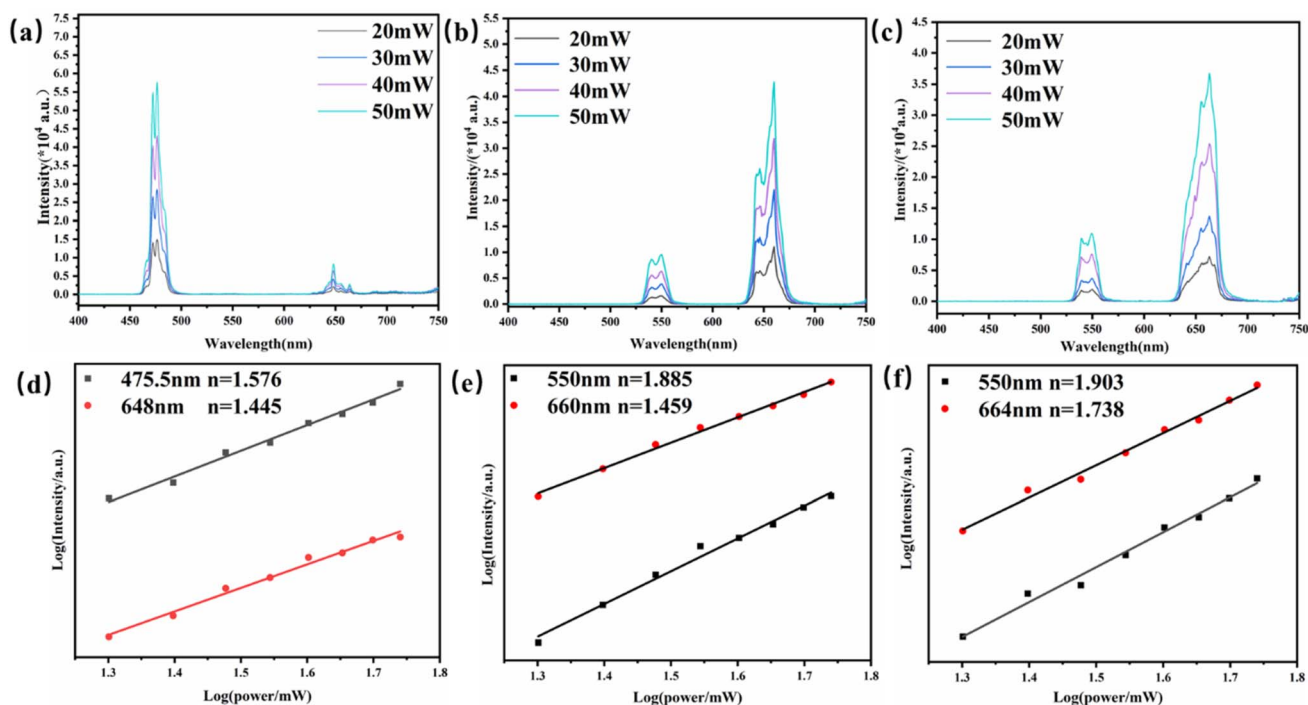 (a)
20mW
30mW
40mW
50mW
7.5
7.0
6.5
6.0
5.5
5.0
4.5
4.0
3.5
3.0
2.5
2.0
1.5
1.0
0.5
0.0
Intensity/(*10⁴ a.u.)
400 450 500 550 600 650 700 750
Wavelength(nm)
(b)
20mW
30mW
40mW
50mW
5.5
5.0
4.5
4.0
3.5
3.0
2.5
2.0
1.5
1.0
0.5
0.0
Intensity/(*10⁴ a.u.)
400 450 500 550 600 650 700 750
Wavelength(nm)
(c)
20mW
30mW
40mW
50mW
4.5
4.0
3.5
3.0
2.5
2.0
1.5
1.0
0.5
0.0
Intensity/(*10⁴a.u.)
400 450 500 550 600 650 700 750
Wavelength(nm)
(d)
475.5nm n=1.576
648nm n=1.445
Log(Intensity/a.u.)
1.3 1.4 1.5 1.6 1.7 1.8
Log(power/mW)
(e)
550nm n=1.885
660nm n=1.459
Log(Intensity/a.u.)
1.3 1.4 1.5 1.6 1.7 1.8
Log(power/mW)
(f)
550nm n=1.903
664nm n=1.738
Log(Intensity/a.u.)
1.3 1.4 1.5 1.6 1.7 1.8
Log(power/mW)